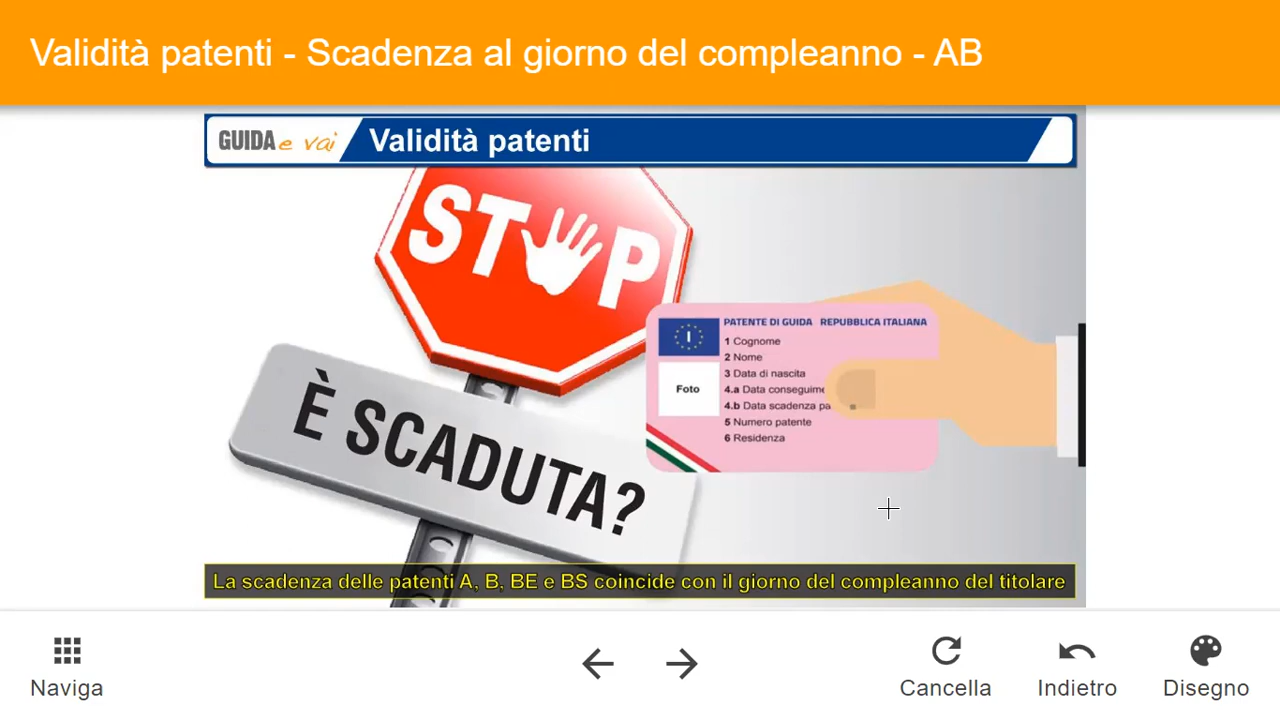 Validità patenti - Scadenza al giorno del compleanno - AB
GUIDA e vai
Validità patenti
STOP
PATENTE DI GUIDA REPUBBLICA ITALIANA
1 Cognome
2 Nome
3 Data di nascita
Foto
4.a Data conseguime
4.b Data scadenza pa
5 Numero patente
6 Residenza
È SCADUTA?
La scadenza delle patenti A, B, BE e BS coincide con il giorno del compleanno del titolare
Naviga
Cancella
Indietro
Disegno